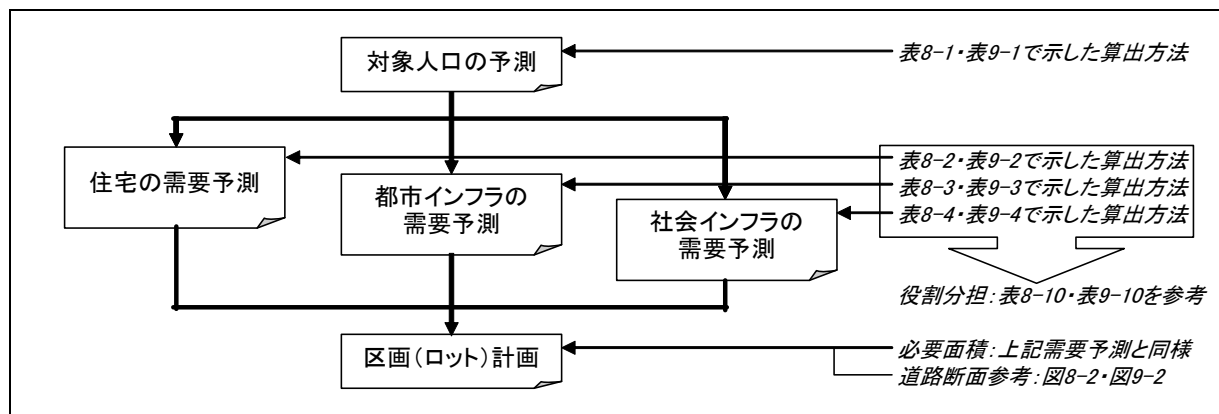 対象人口の予測
表8-1・表9-1で示した算出方法
住宅の需要予測
都市インフラの
需要予測
社会インフラの
需要予測
表8-2・表9-2で示した算出方法
表8-3・表9-3で示した算出方法
表8-4・表9-4で示した算出方法
役割分担：表8-10・表9-10を参考
区画（ロット）計画
必要面積：上記需要予測と同様
道路断面参考：図8-2・図9-2